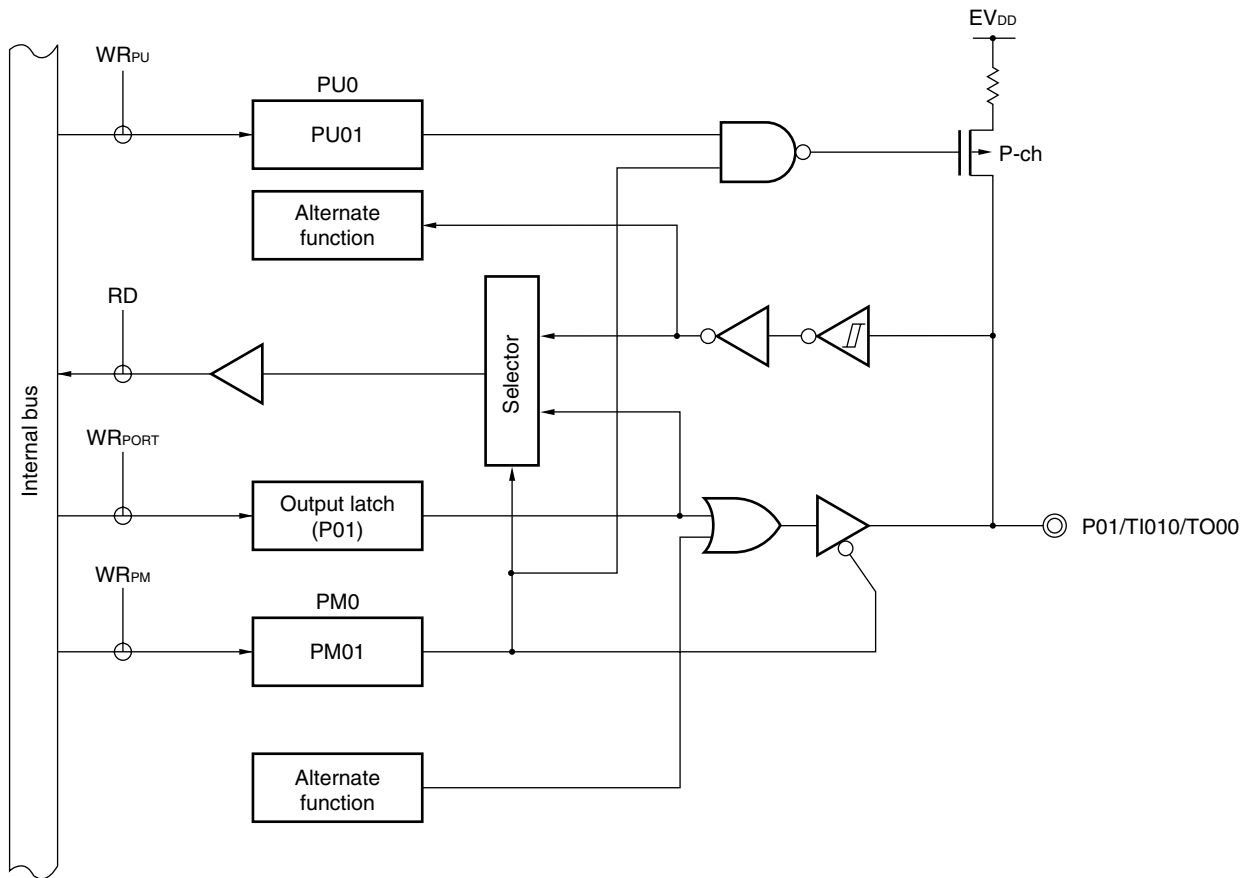 EVDD
WRPU
PU0
PU01
P-ch
Alternate
function
RD
Selector
Internal bus
WRPORT
Output latch
(P01)
P01/TI010/TO00
WRPM
PM0
PM01
Alternate
function